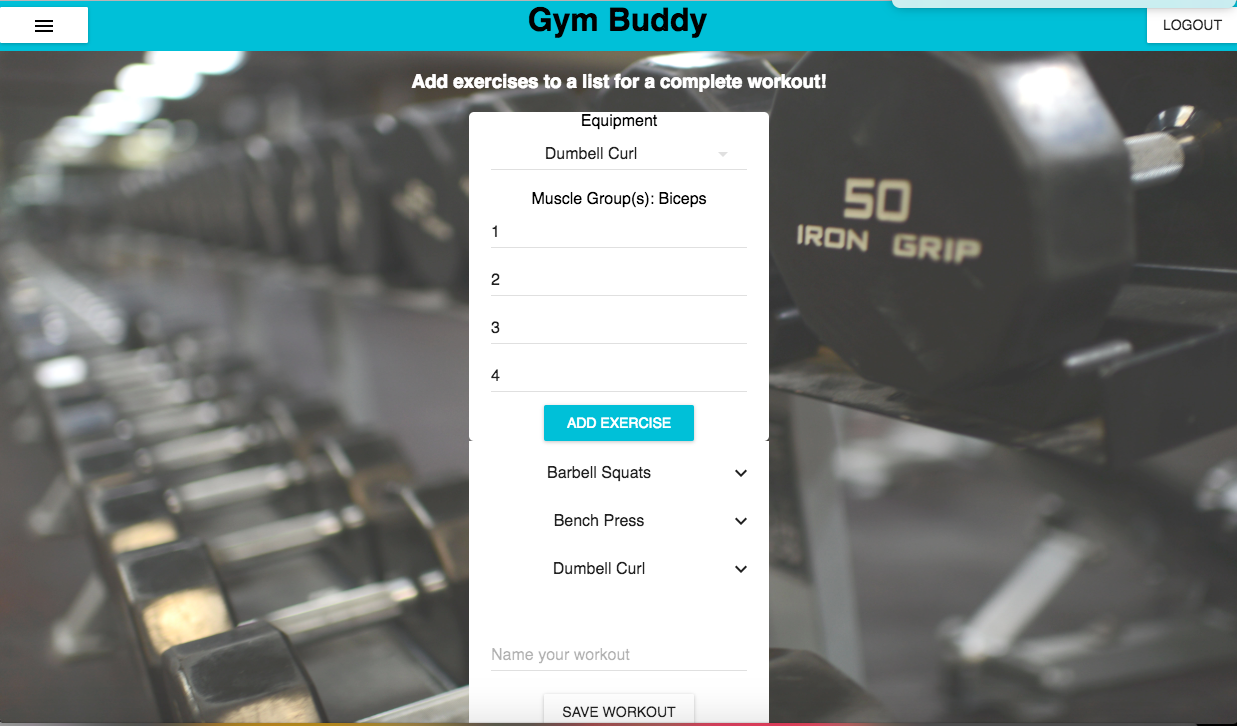 Gym Buddy
LOGOUT
Add exercises to a list for a complete workout!
Equipment
Dumbell Curl
Muscle Group(s): Biceps
1
2
3
4
ADD EXERCISE
Barbell Squats
Bench Press
Dumbell Curl
Name your workout
SAVE WORKOUT
50
IRON GRIP